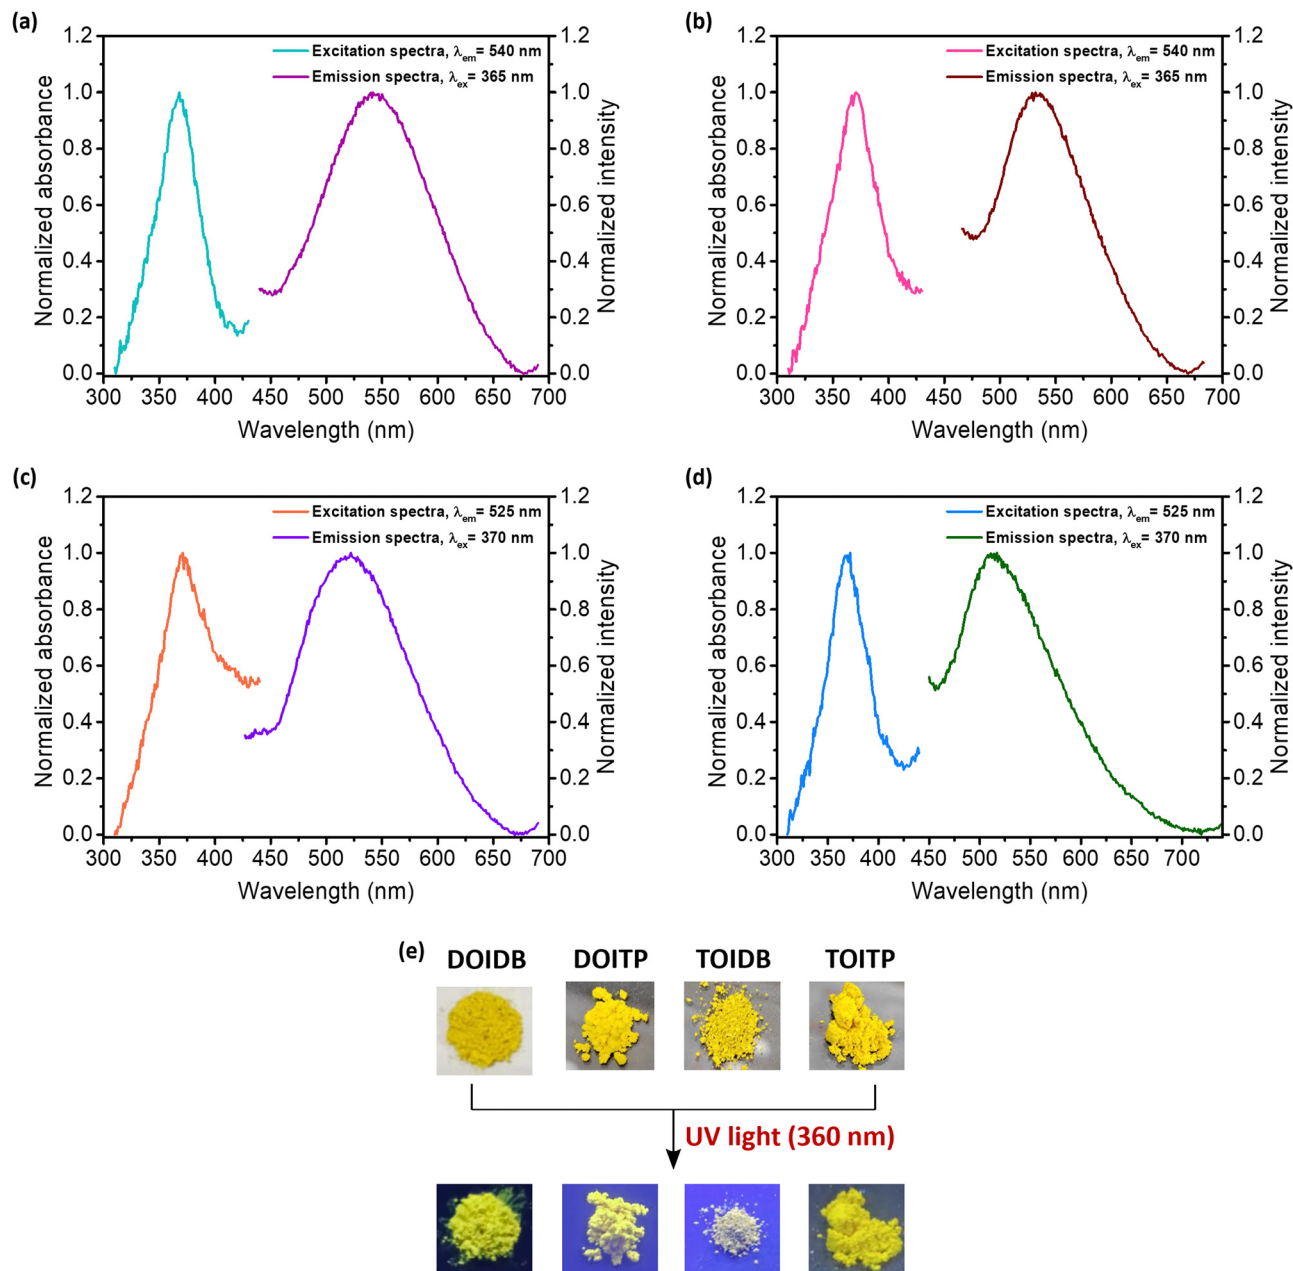 (a)
Excitation spectra, λem= 540 nm
Emission spectra, λex= 365 nm
Normalized absorbance
Normalized intensity
1.2
1.0
0.8
0.6
0.4
0.2
0.0
1.2
1.0
0.8
0.6
0.4
0.2
0.0
300 350 400 450 500 550 600 650 700
Wavelength (nm)
(b)
Excitation spectra, λem= 540 nm
Emission spectra, λex= 365 nm
Normalized absorbance
Normalized intensity
1.2
1.0
0.8
0.6
0.4
0.2
0.0
1.2
1.0
0.8
0.6
0.4
0.2
0.0
300 350 400 450 500 550 600 650 700
Wavelength (nm)
(c)
Excitation spectra, λem= 525 nm
Emission spectra, λex= 370 nm
Normalized absorbance
Normalized intensity
1.2
1.0
0.8
0.6
0.4
0.2
0.0
1.2
1.0
0.8
0.6
0.4
0.2
0.0
300 350 400 450 500 550 600 650 700
Wavelength (nm)
(d)
Excitation spectra, λem= 525 nm
Emission spectra, λex= 370 nm
Normalized absorbance
Normalized intensity
1.2
1.0
0.8
0.6
0.4
0.2
0.0
1.2
1.0
0.8
0.6
0.4
0.2
0.0
300 350 400 450 500 550 600 650 700
Wavelength (nm)
(e)
DOIDB DOITP TOIDB TOITP
UV light (360 nm)